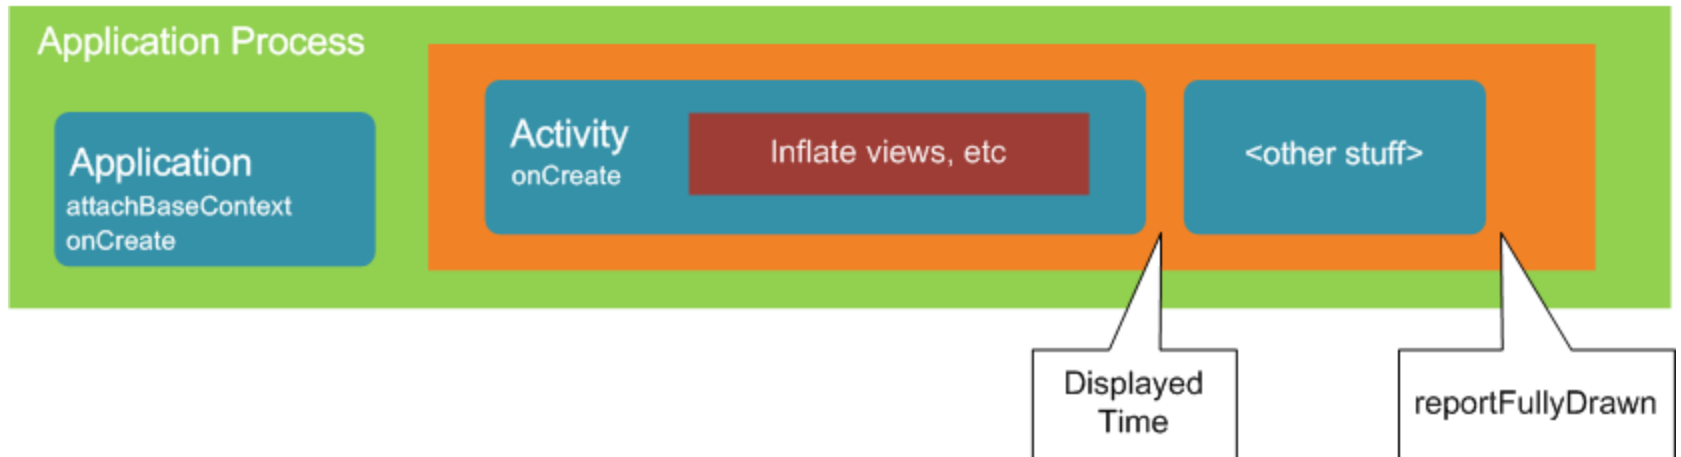 Application Process
Application
attachBaseContext
onCreate
Activity
onCreate
Inflate views, etc
<other stuff>
Displayed
Time
reportFullyDrawn